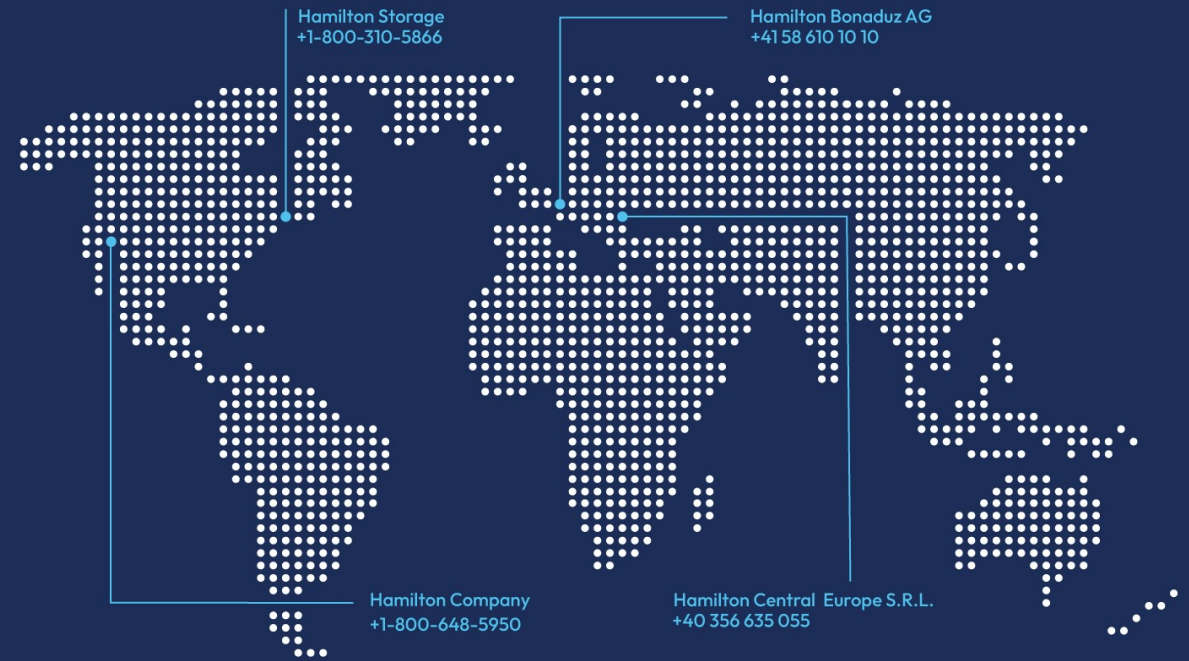 Hamilton Storage
+1-800-310-5866
Hamilton Bonaduz AG
+41 58 610 10 10
Hamilton Company
+1-800-648-5950
Hamilton Central Europe S.R.L.
+40 356 635 055